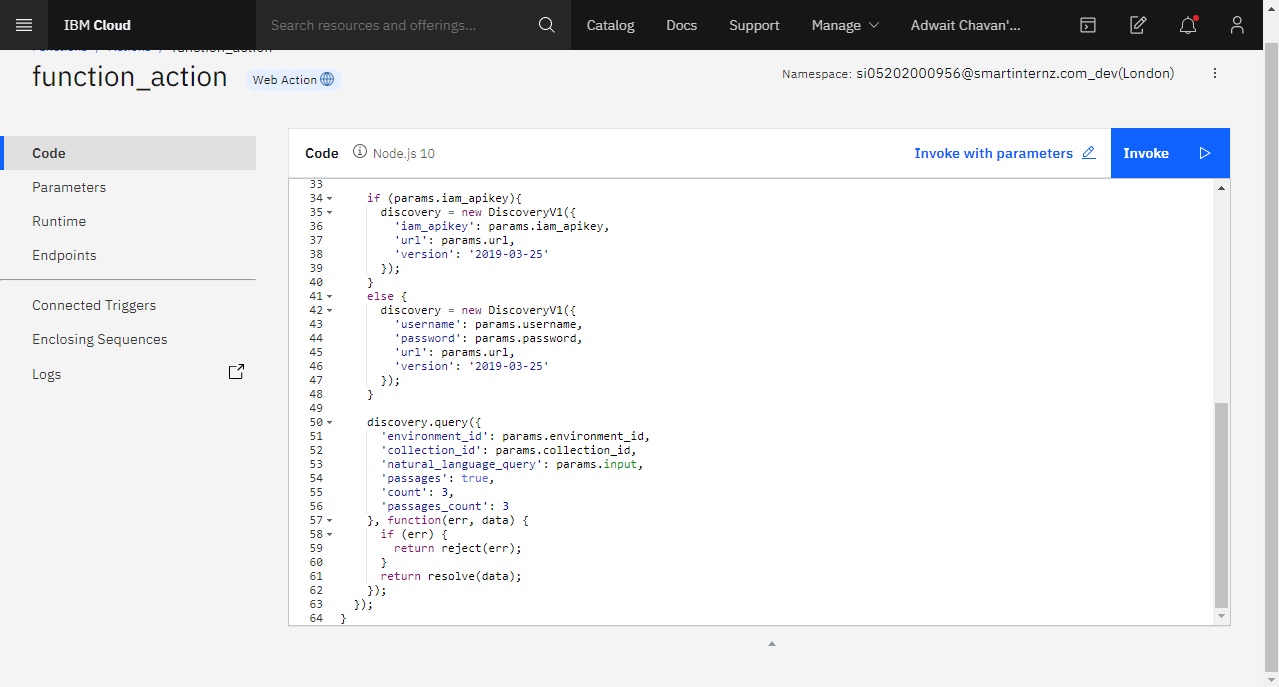 IBM Cloud
Search resources and offerings...
Catalog
Docs
Support
Manage
Adwait Chavan'...
Functions / Actions / function_action
function_action
Web Action
Namespace: si05202000956@smartinternz.com_dev(London)
Code
Parameters
Runtime
Endpoints
Connected Triggers
Enclosing Sequences
Logs
Code
Node.js 10
Invoke with parameters
Invoke
33
34 if (params.iam_apikey){
35 discovery = new DiscoveryV1({
36 'iam_apikey': params.iam_apikey,
37 'url': params.url,
38 'version': '2019-03-25'
39 });
40 }
41 else {
42 discovery = new DiscoveryV1({
43 'username': params.username,
44 'password': params.password,
45 'url': params.url,
46 'version': '2019-03-25'
47 });
48 }
49
50 discovery.query({
51 'environment_id': params.environment_id,
52 'collection_id': params.collection_id,
53 'natural_language_query': params.input,
54 'passages': true,
55 'count': 3,
56 'passages_count': 3
57 }, function(err, data) {
58 if (err) {
59 return reject(err);
60 }
61 return resolve(data);
62 });
63 });
64 }